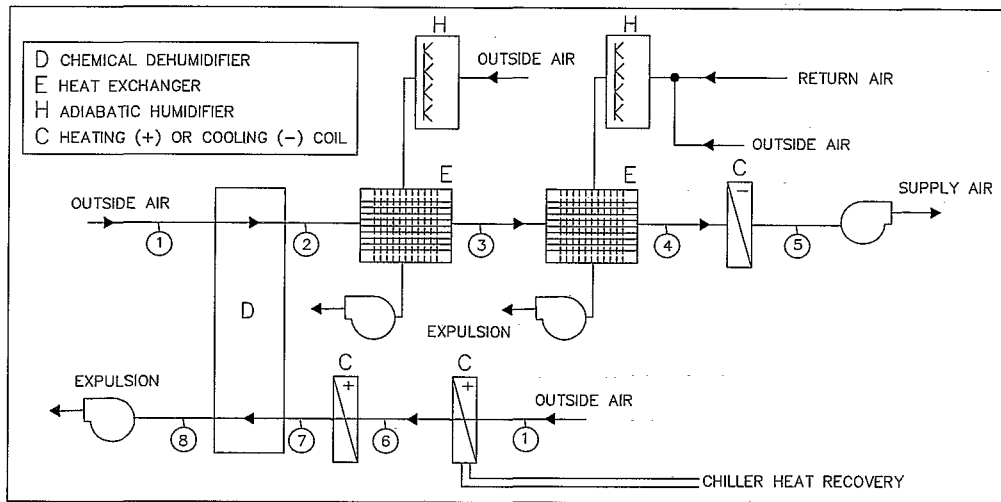 H
H
D CHEMICAL DEHUMIDIFIER
E HEAT EXCHANGER
H ADIABATIC HUMIDIFIER
C HEATING (+) OR COOLING (-) COIL
OUTSIDE AIR
RETURN AIR
OUTSIDE AIR
E
E
C
-
SUPPLY AIR
OUTSIDE AIR
1
2
3
4
5
D
EXPULSION
EXPULSION
C
+
C
+
OUTSIDE AIR
8
7
6
1
CHILLER HEAT RECOVERY